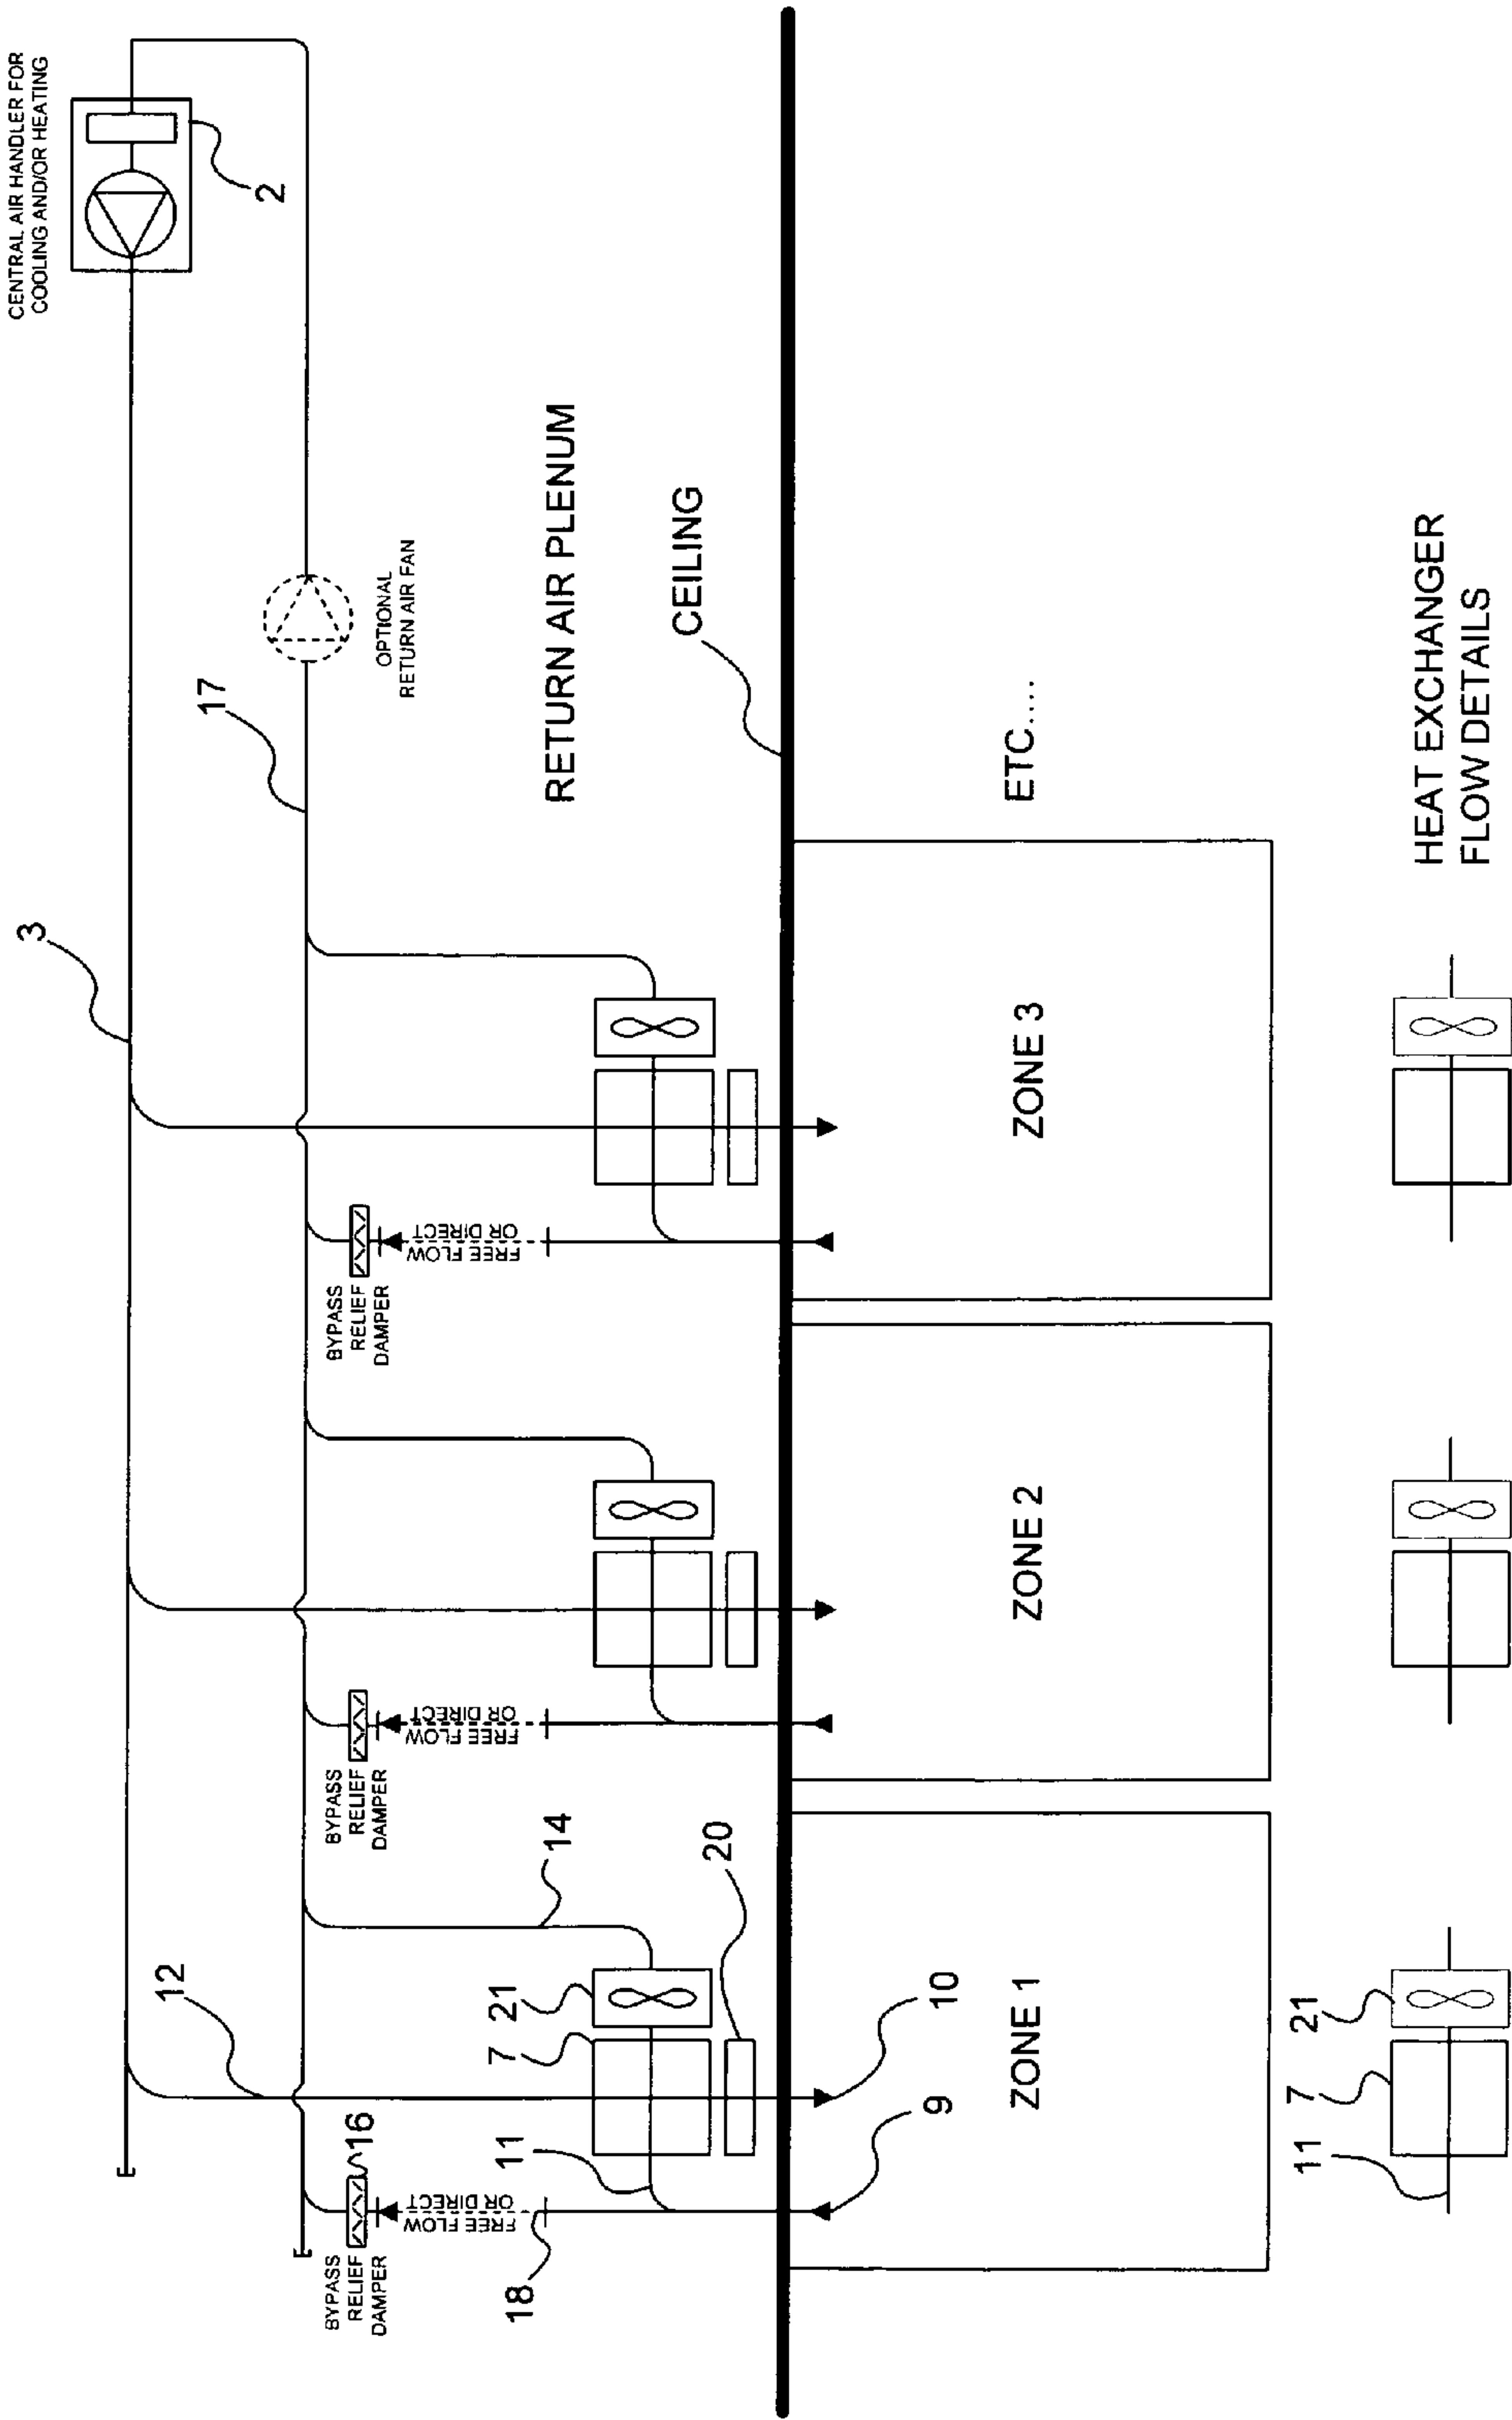 CENTRAL AIR HANDLER FOR
COOLING AND/OR HEATING
2
3
17
12
OPTIONAL
RETURN AIR FAN
BYPASS
RELIEF
DAMPER
16
BYPASS
RELIEF
DAMPER
BYPASS
RELIEF
DAMPER
FREE FLOW
OR DIRECT
FREE FLOW
OR DIRECT
FREE FLOW
OR DIRECT
18
11
7
21
14
20
RETURN AIR PLENUM
CEILING
9
10
ZONE 1
ZONE 2
ZONE 3
ETC....
11
7
21
HEAT EXCHANGER
FLOW DETAILS